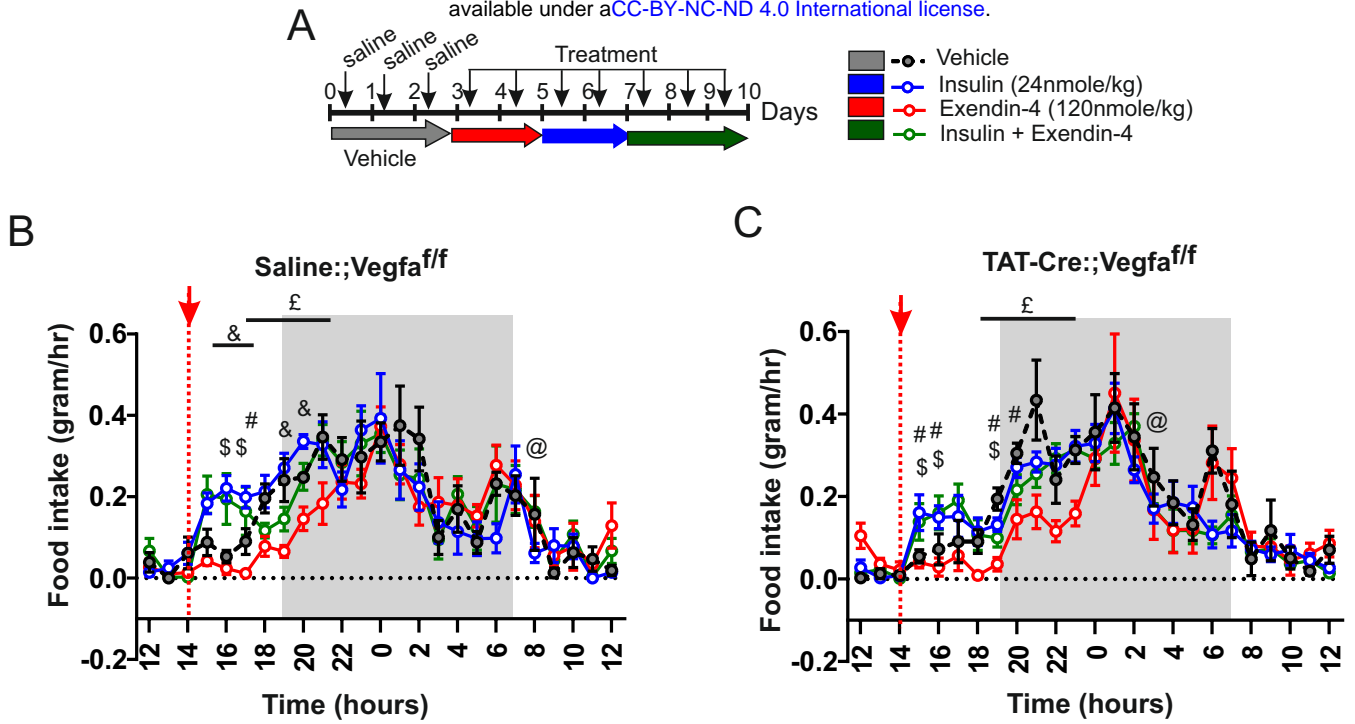 available under aCC-BY-NC-ND 4.0 International license.
A
saline saline saline
Treatment
0 1 2 3 4 5 6 7 8 9 10 Days
Vehicle
Vehicle
Insulin (24nmole/kg)
Exendin-4 (120nmole/kg)
Insulin + Exendin-4
B
Saline:;Vegfa^f/f
£
&
#
$ $
& &
@
Food intake (gram/hr)
0.6
0.4
0.2
0.0
-0.2
12 14 16 18 20 22 0 2 4 6 8 10 12
Time (hours)
C
TAT-Cre:;Vegfa^f/f
£
# # # #
$ $ $
@
Food intake (gram/hr)
0.6
0.4
0.2
0.0
-0.2
12 14 16 18 20 22 0 2 4 6 8 10 12
Time (hours)